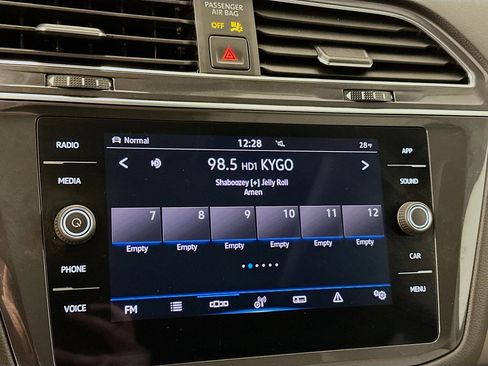 PASSENGER
AIR BAG
OFF
RADIO
MEDIA
PHONE
VOICE
APP
SOUND
CAR
MENU
Normal
12:28
28°F
98.5 HD1 KYGO
Shaboozey [+] Jelly Roll
Amen
7 8 9 10 11 12
Empty Empty Empty Empty Empty Empty
FM